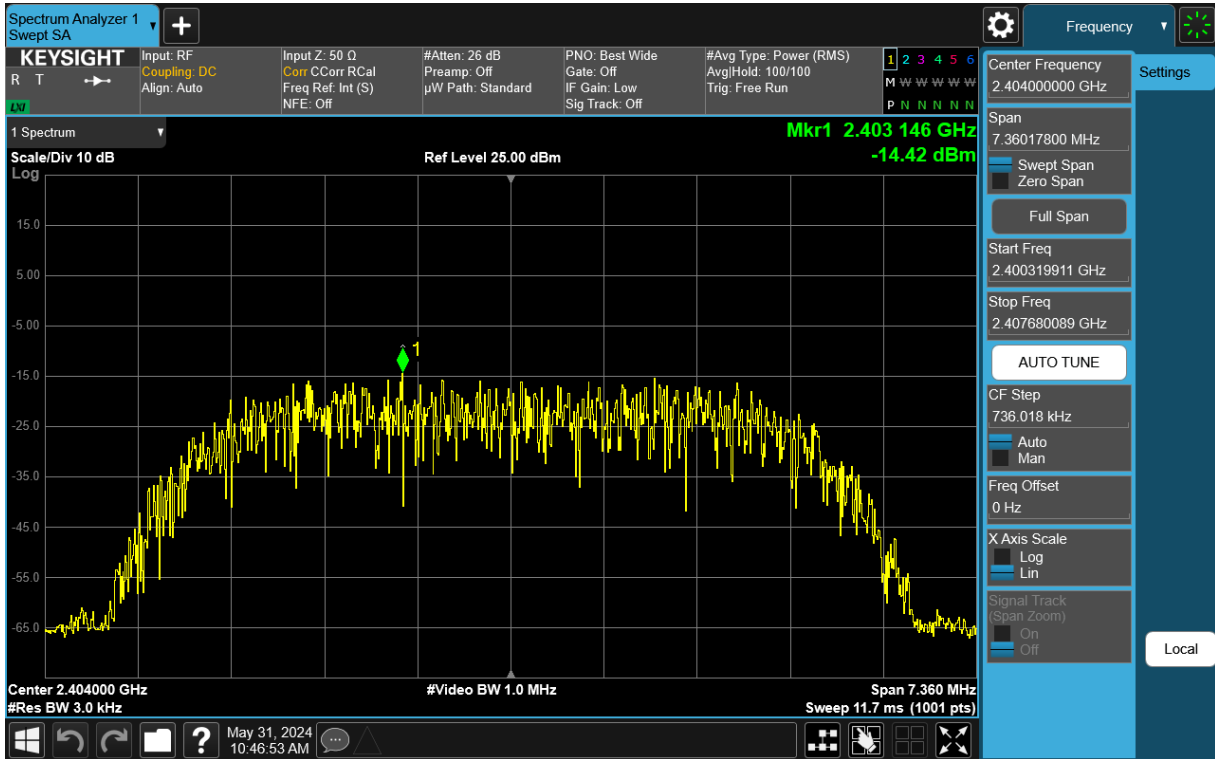 Spectrum Analyzer 1
Swept SA
Frequency
KEYSIGHT
R T
LXI
Input: RF
Coupling: DC
Align: Auto
Input Z: 50 Ω
Corr CCorr RCal
Freq Ref: Int (S)
NFE: Off
#Atten: 26 dB
Preamp: Off
µW Path: Standard
PNO: Best Wide
Gate: Off
IF Gain: Low
Sig Track: Off
#Avg Type: Power (RMS)
Avg|Hold: 100/100
Trig: Free Run
1 2 3 4 5 6
M W W W W W
P N N N N N
1 Spectrum
Scale/Div 10 dB
Log
Ref Level 25.00 dBm
Mkr1 2.403 146 GHz
-14.42 dBm
15.0
5.00
-5.00
1
-15.0
-25.0
-35.0
-45.0
-55.0
-65.0
Center 2.404000 GHz
#Video BW 1.0 MHz
Span 7.360 MHz
#Res BW 3.0 kHz
Sweep 11.7 ms (1001 pts)
?
May 31, 2024
10:46:53 AM
Center Frequency
2.404000000 GHz
Settings
Span
7.36017800 MHz
Swept Span
Zero Span
Full Span
Start Freq
2.400319911 GHz
Stop Freq
2.407680089 GHz
AUTO TUNE
CF Step
736.018 kHz
Auto
Man
Freq Offset
0 Hz
X Axis Scale
Log
Lin
Signal Track
(Span Zoom)
On
Off
Local